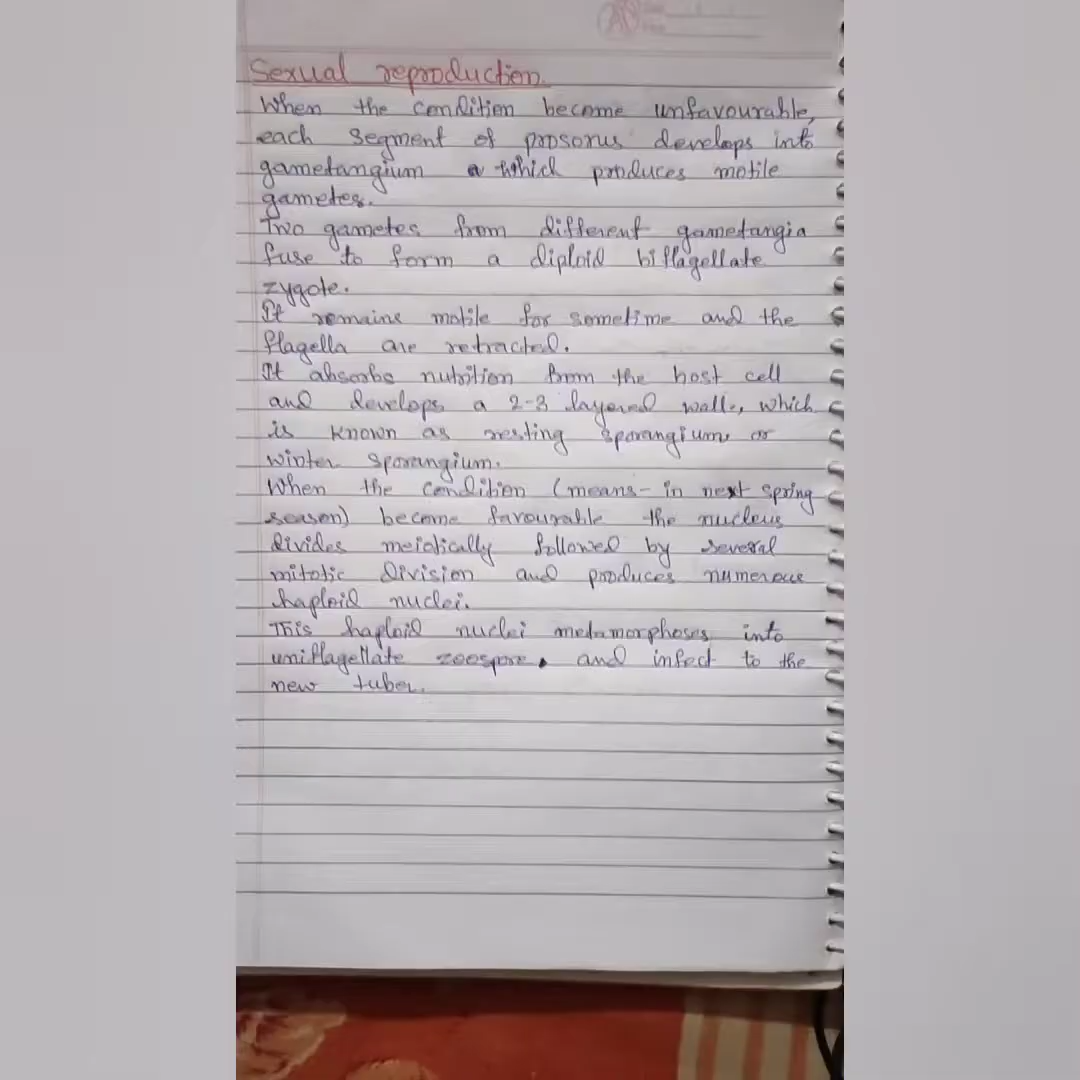 Sexual reproduction.
When the condition become unfavourable,
each segment of prosorus develops into
gametangium which produces motile
gametes.
Two gametes from different gametangia
fuse to form a diploid biflagellate
zygote.
It remains motile for sometime and the
flagella are retracted.
It absorbs nutrition from the host cell
and develops a 2-3 layered wall, which
is known as resting sporangium or
winter sporangium.
When the condition (means- in next spring
season) become favourable the nucleus
divides meiotically followed by several
mitotic division and produces numerous
haploid nuclei.
This haploid nuclei metamorphoses into
uniflagellate zoospore, and infect to the
new tuber.